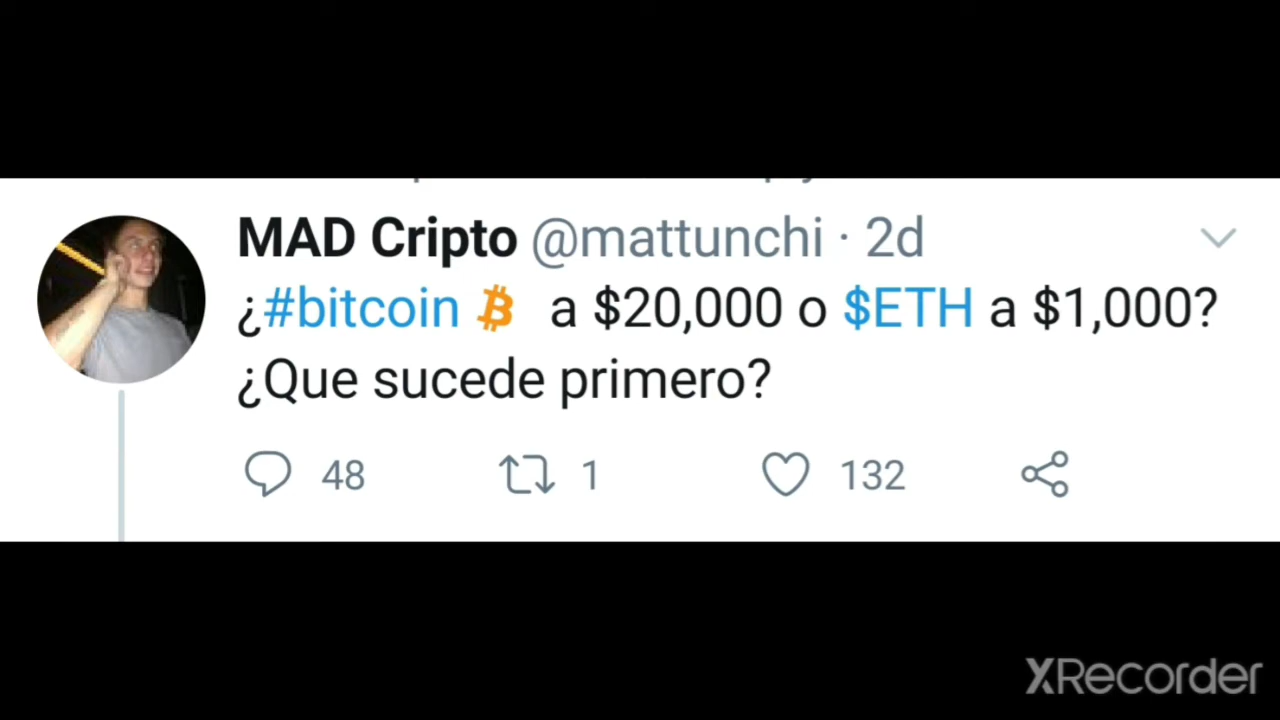 MAD Cripto @mattunchi · 2d
¿#bitcoin a $20,000 o $ETH a $1,000?
¿Que sucede primero?
48 1 132
XRecorder